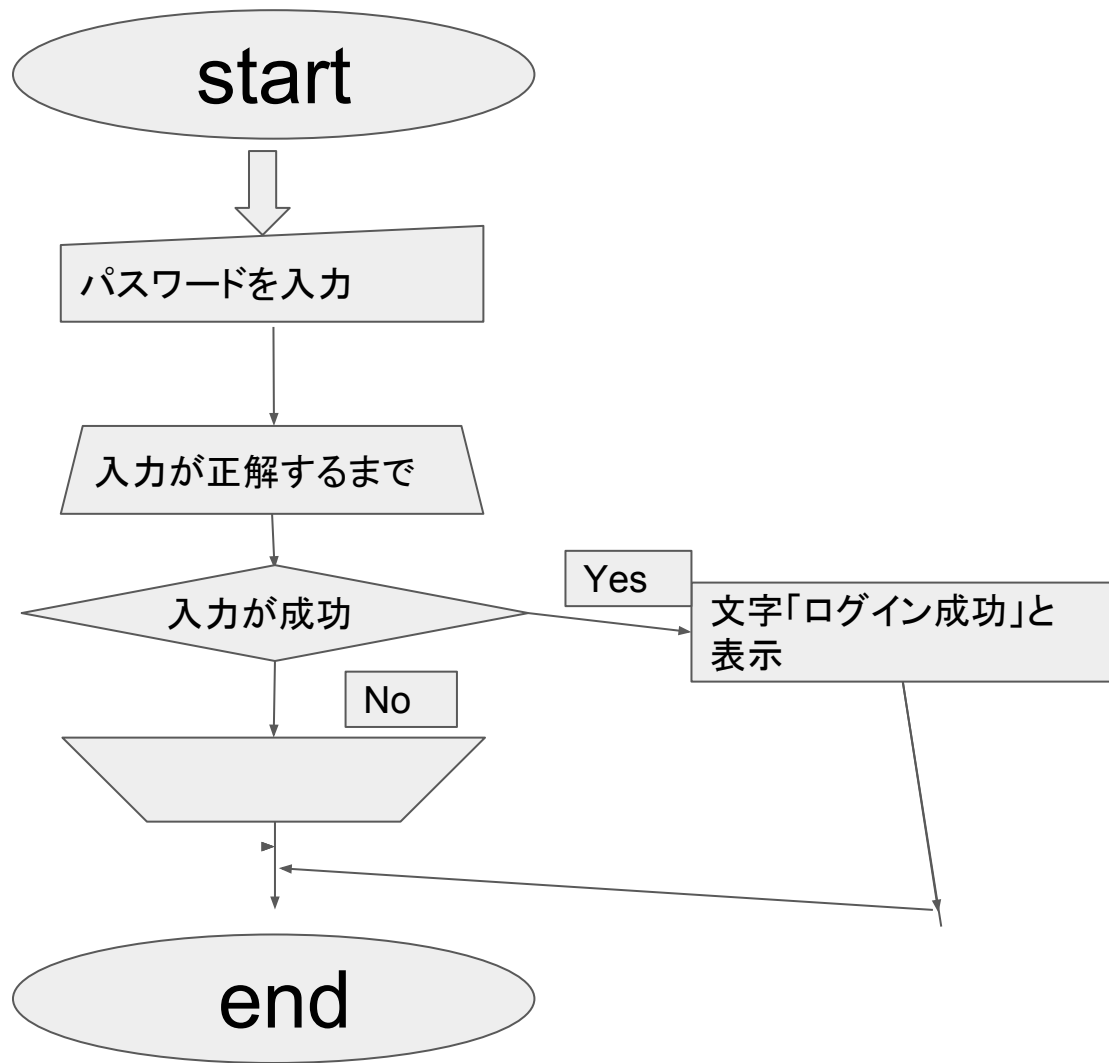 start
パスワードを入力
入力が正解するまで
入力が成功
Yes
文字「ログイン成功」と
表示
No
end